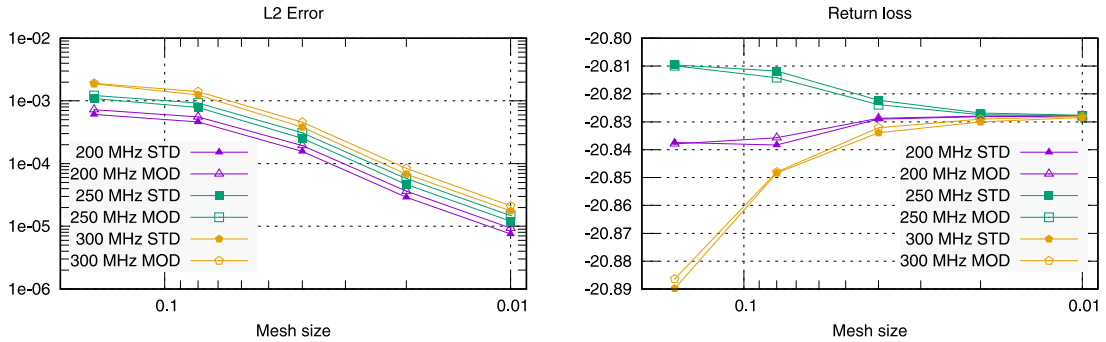 L2 Error
1e-02
1e-03
1e-04
1e-05
1e-06
200 MHz STD
200 MHz MOD
250 MHz STD
250 MHz MOD
300 MHz STD
300 MHz MOD
0.1
0.01
Mesh size
Return loss
-20.80
-20.81
-20.82
-20.83
-20.84
-20.85
-20.86
-20.87
-20.88
-20.89
200 MHz STD
200 MHz MOD
250 MHz STD
250 MHz MOD
300 MHz STD
300 MHz MOD
0.1
0.01
Mesh size